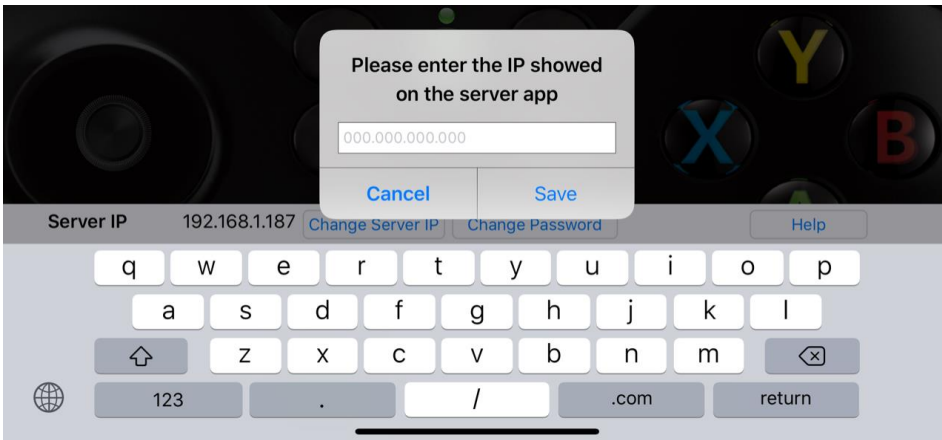 Y
Please enter the IP showed
on the server app
X
B
000.000.000.000
Cancel
Save
A
Server IP
192.168.1.187
Change Server IP
Change Password
Help
q w e r t y u i o p
a s d f g h j k l
z x c v b n m
123 . / .com return